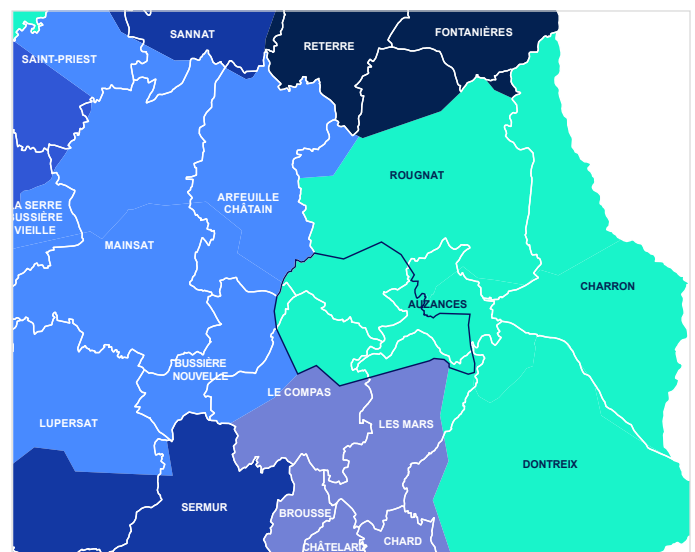 FONTANIÈRES
SANNAT
RETERRE
SAINT-PRIEST
ROUGNAT
ARFEUILLE
CHÂTAIN
A SERRE
BUSSIÈRE
VIEILLE
MAINSAT
CHARRON
AUZANCES
BUSSIÈRE
NOUVELLE
LE COMPAS
LUPERSAT
LES MARS
DONTREIX
SERMUR
BROUSSE
CHARD
CHÂTELARD